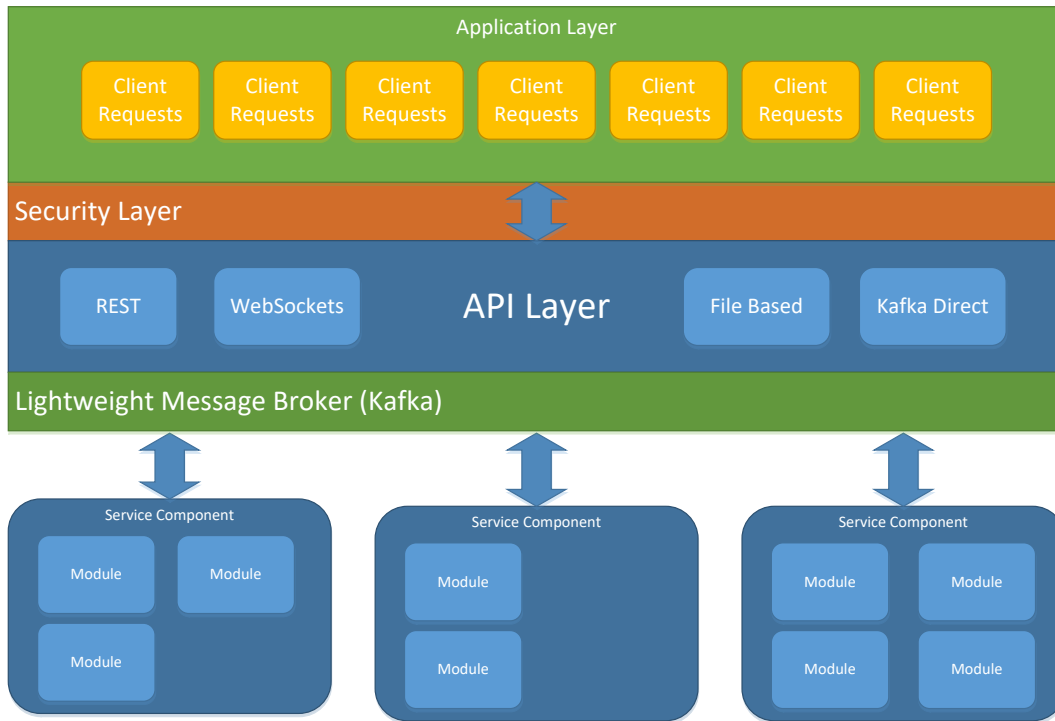 Application Layer
Client
Requests
Client
Requests
Client
Requests
Client
Requests
Client
Requests
Client
Requests
Client
Requests
Security Layer
REST
WebSockets
API Layer
File Based
Kafka Direct
Lightweight Message Broker (Kafka)
Service Component
Module
Module
Module
Service Component
Module
Module
Service Component
Module
Module
Module
Module